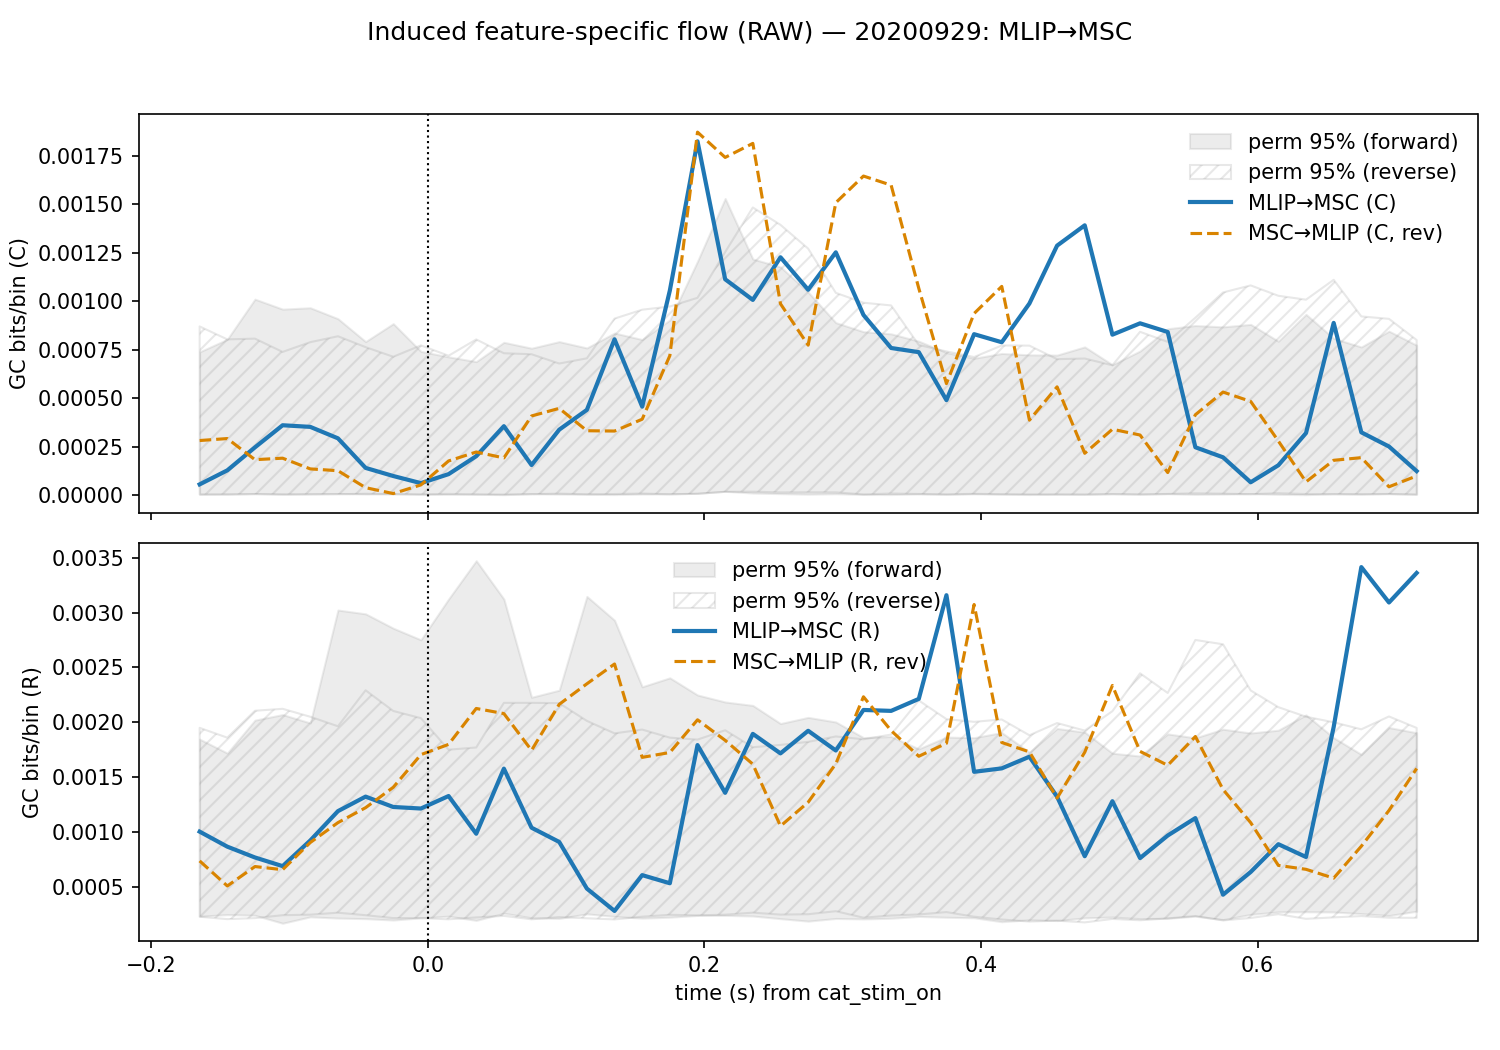 Induced feature-specific flow (RAW) — 20200929: MLIP→MSC
GC bits/bin (C)
0.00175
0.00150
0.00125
0.00100
0.00075
0.00050
0.00025
0.00000
perm 95% (forward)
perm 95% (reverse)
MLIP→MSC (C)
MSC→MLIP (C, rev)
GC bits/bin (R)
0.0035
0.0030
0.0025
0.0020
0.0015
0.0010
0.0005
perm 95% (forward)
perm 95% (reverse)
MLIP→MSC (R)
MSC→MLIP (R, rev)
−0.2
0.0
0.2
0.4
0.6
time (s) from cat_stim_on